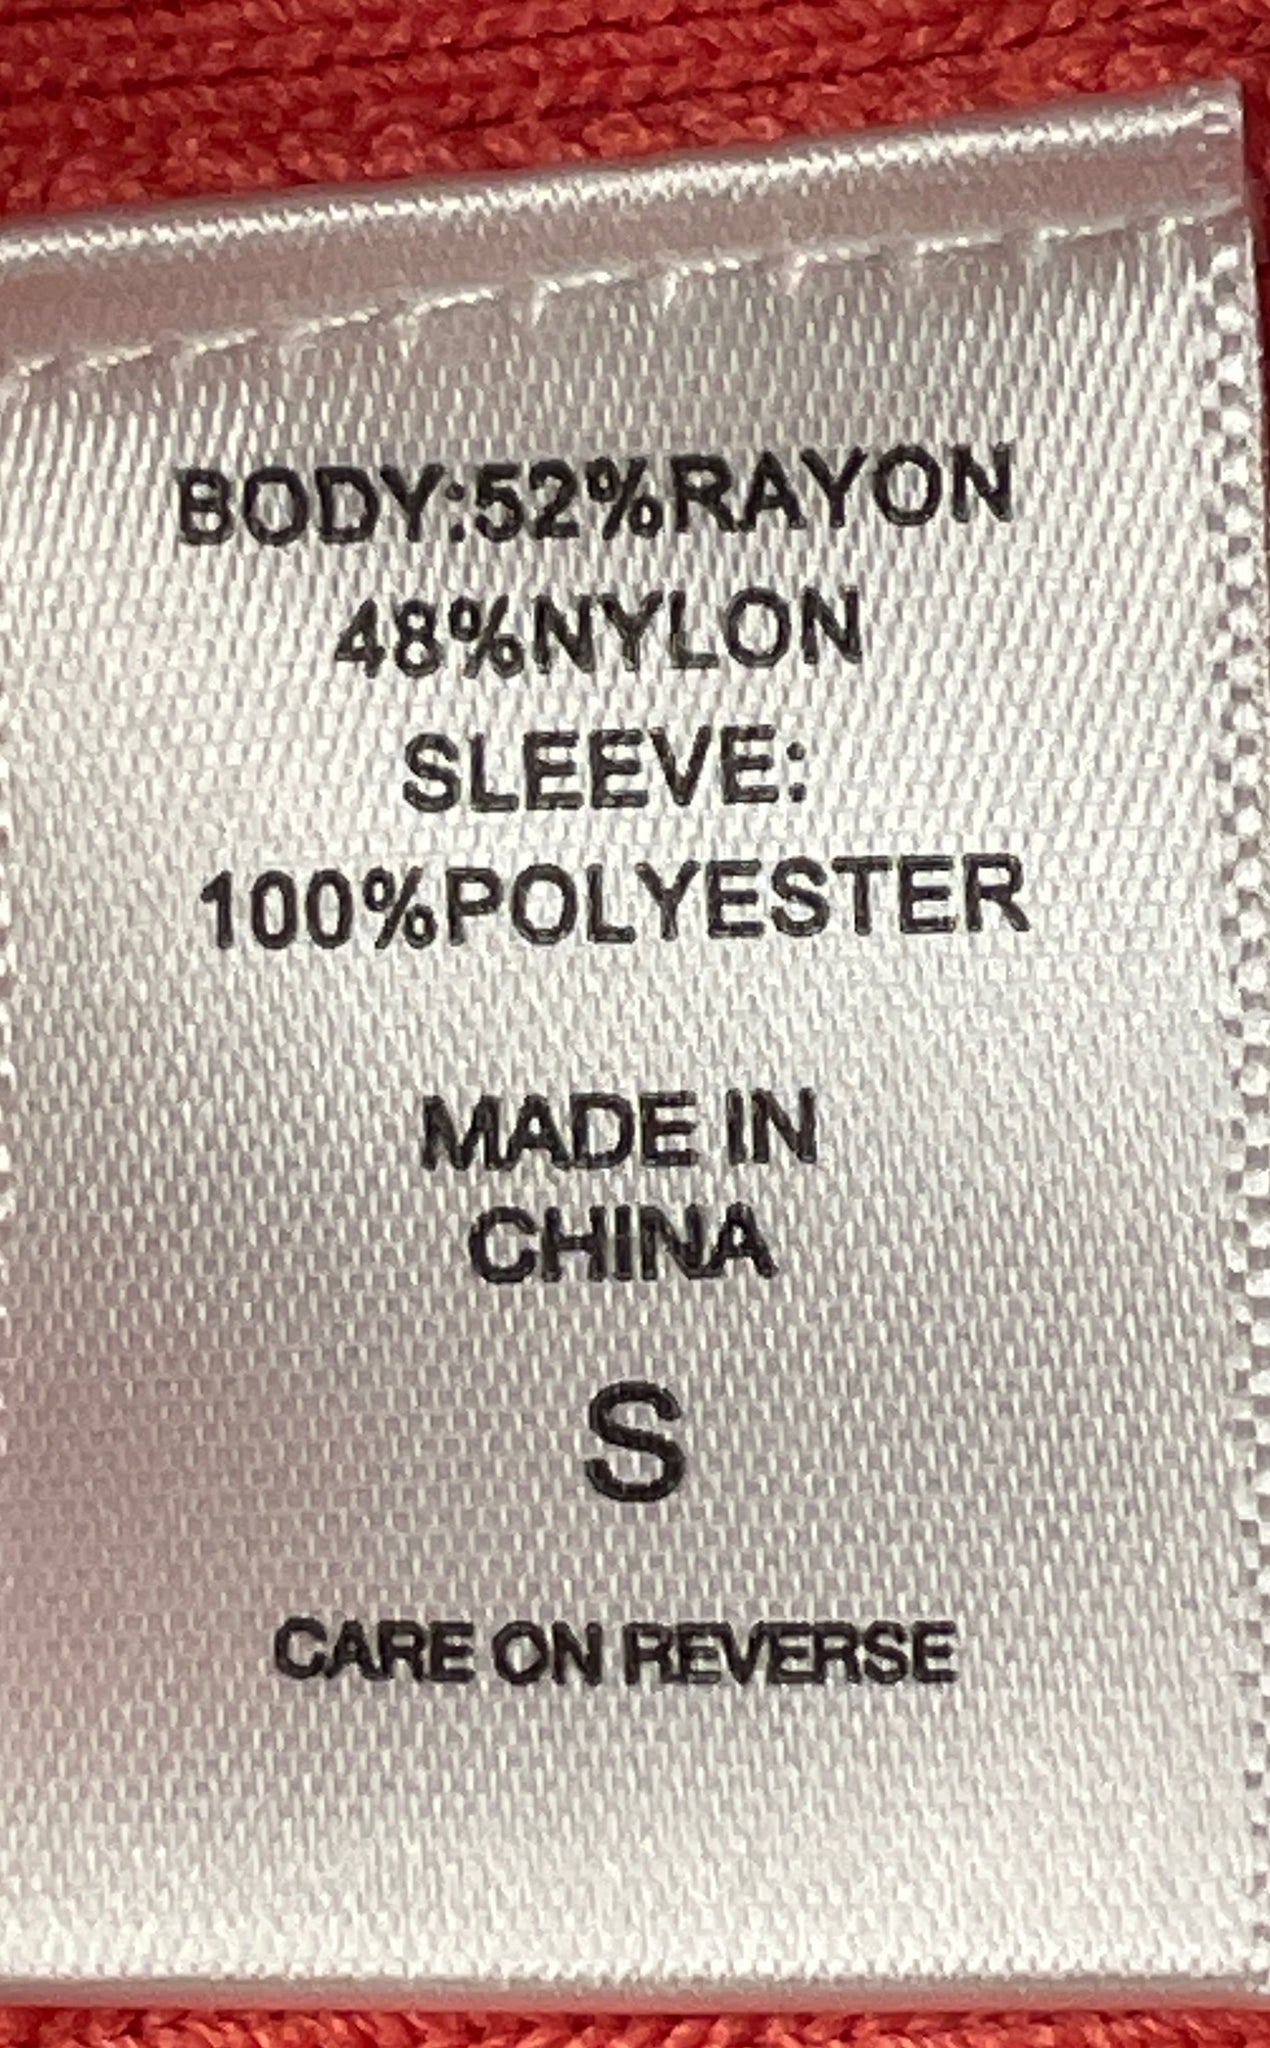 BODY:52%RAYON
48%NYLON
SLEEVE:
100%POLYESTER
MADE IN
CHINA
S
CARE ON REVERSE